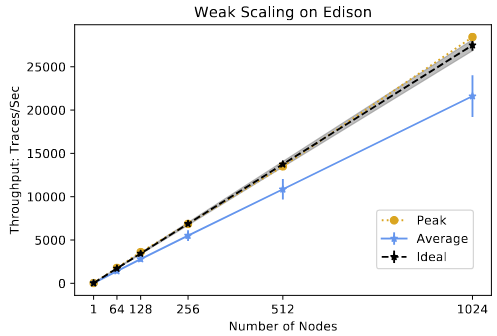 Weak Scaling on Edison
Throughput: Traces/Sec
25000
20000
15000
10000
5000
0
Peak
Average
Ideal
1 64 128 256 512 1024
Number of Nodes